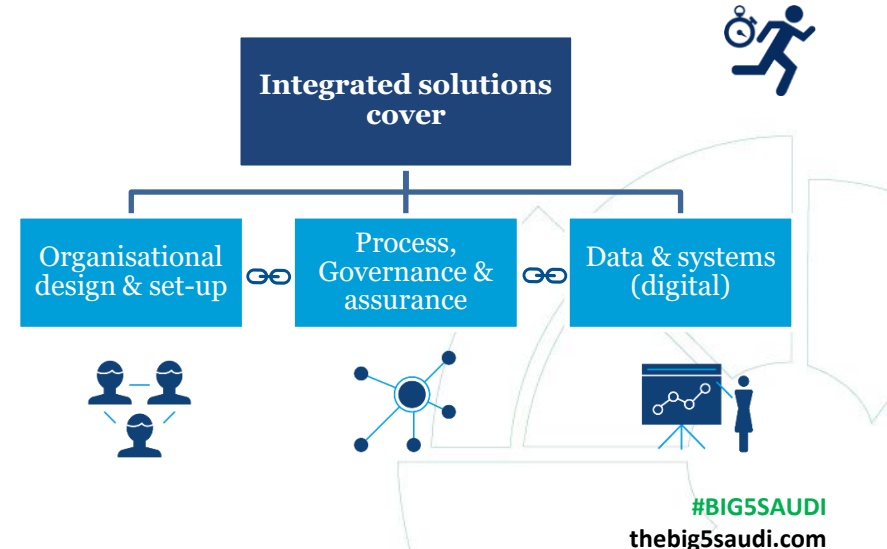 Integrated solutions
cover
Organisational
design & set-up
Process,
Governance &
assurance
Data & systems
(digital)
#BIG5SAUDI
thebig5saudi.com